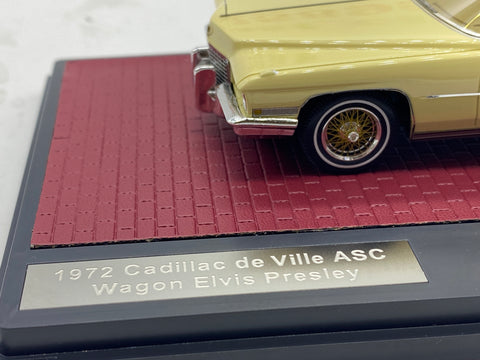 1972 Cadillac de Ville ASC
Wagon Elvis Presley